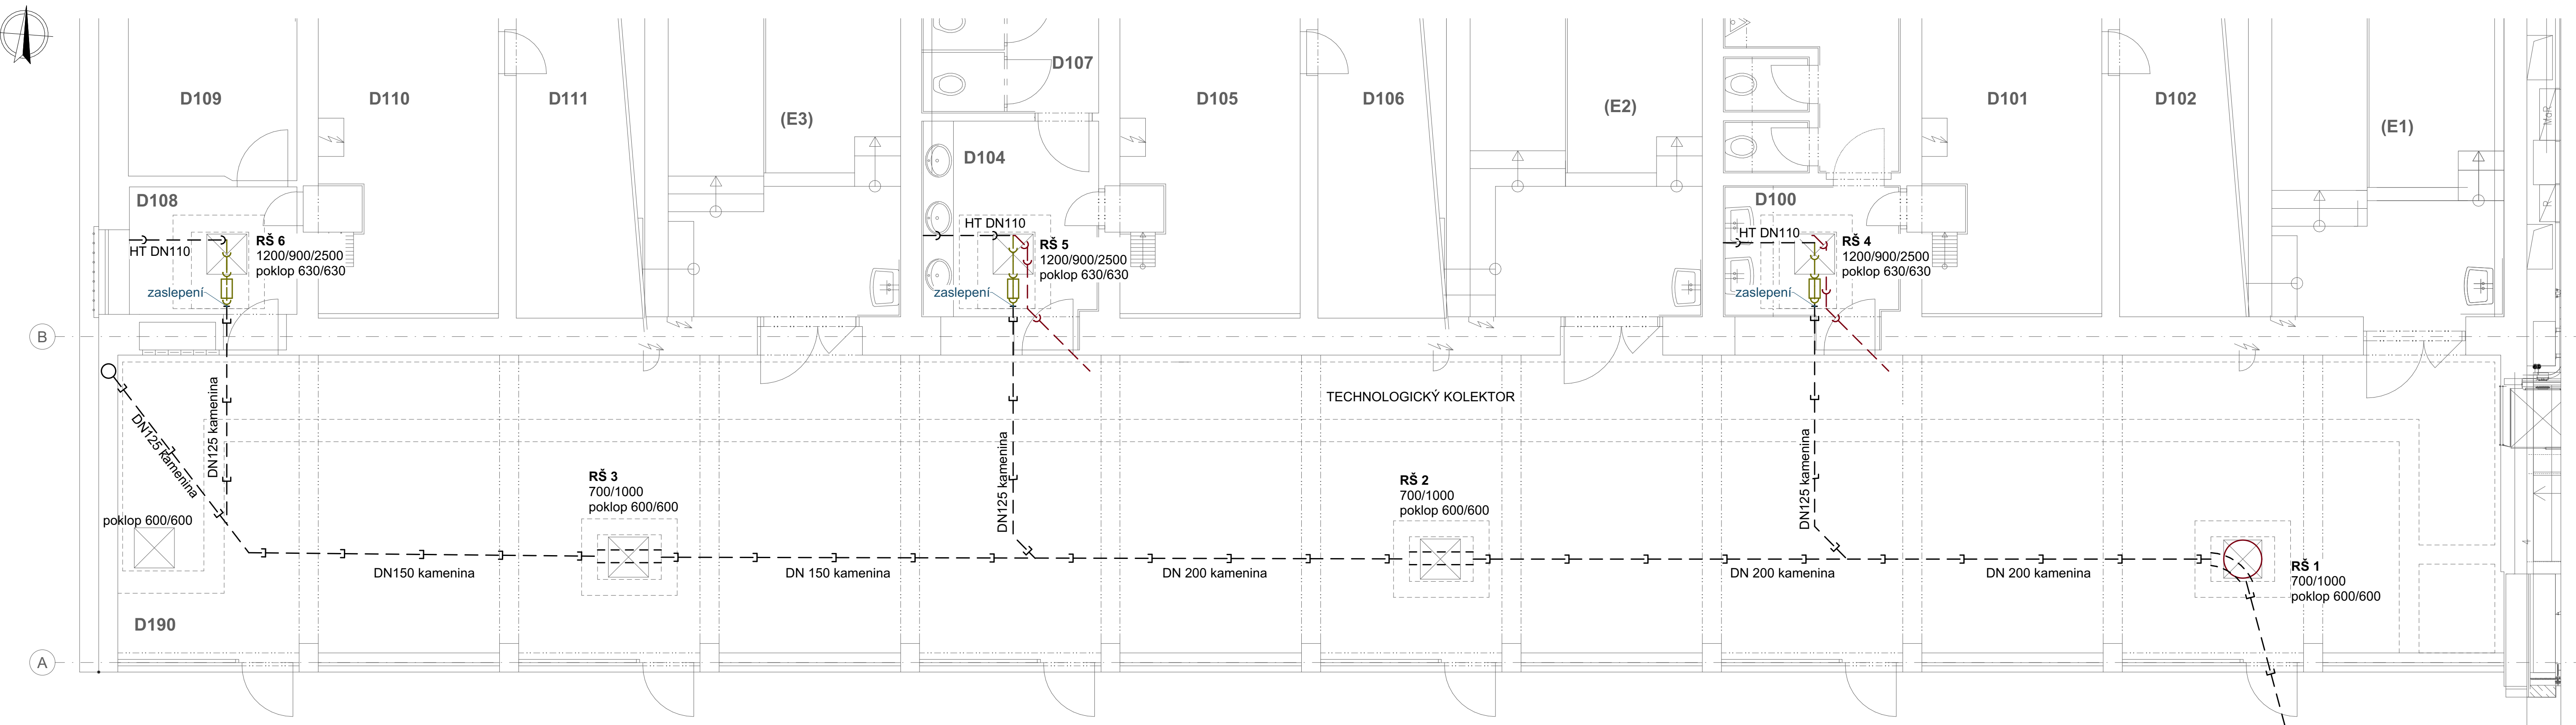 D109
D110
D111
(E3)
D107
D105
D106
(E2)
D101
D102
(E1)
MaR
R
D104
D108
D100
HT DN110
RŠ 6
1200/900/2500
poklop 630/630
zaslepení
HT DN110
RŠ 5
1200/900/2500
poklop 630/630
zaslepení
HT DN110
RŠ 4
1200/900/2500
poklop 630/630
zaslepení
B
TECHNOLOGICKÝ KOLEKTOR
DN125 kamenina
DN125 kamenina
DN125 kamenina
DN125 kamenina
poklop 600/600
RŠ 3
700/1000
poklop 600/600
RŠ 2
700/1000
poklop 600/600
RŠ 1
700/1000
poklop 600/600
DN150 kamenina
DN 150 kamenina
DN 200 kamenina
DN 200 kamenina
DN 200 kamenina
D190
A